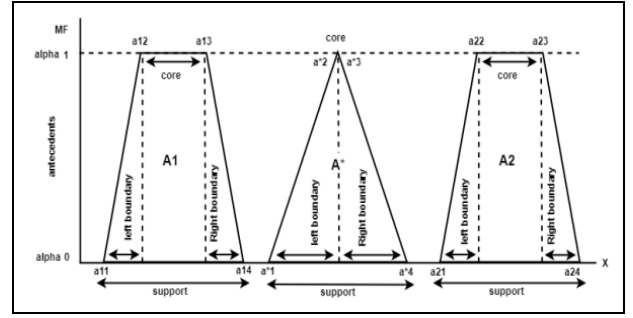 MF
core
a12
a13
a22
a23
alpha 1
a*2
a*3
core
core
antecedents
A1
A*
A2
left boundary
Right boundary
left boundary
Right boundary
left boundary
Right boundary
alpha 0
X
a11
a14
a*1
a*4
a21
a24
support
support
support